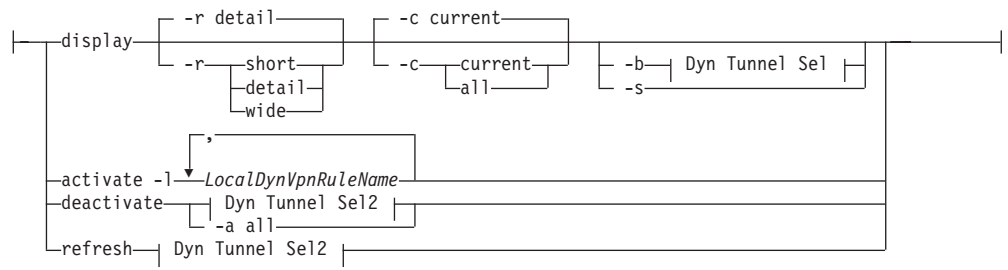 -r detail -c current
display
-r short -c current -b Dyn Tunnel Sel
detail all -s
wide
,
activate -l LocalDynVpnRuleName
deactivate Dyn Tunnel Sel2
-a all
refresh Dyn Tunnel Sel2